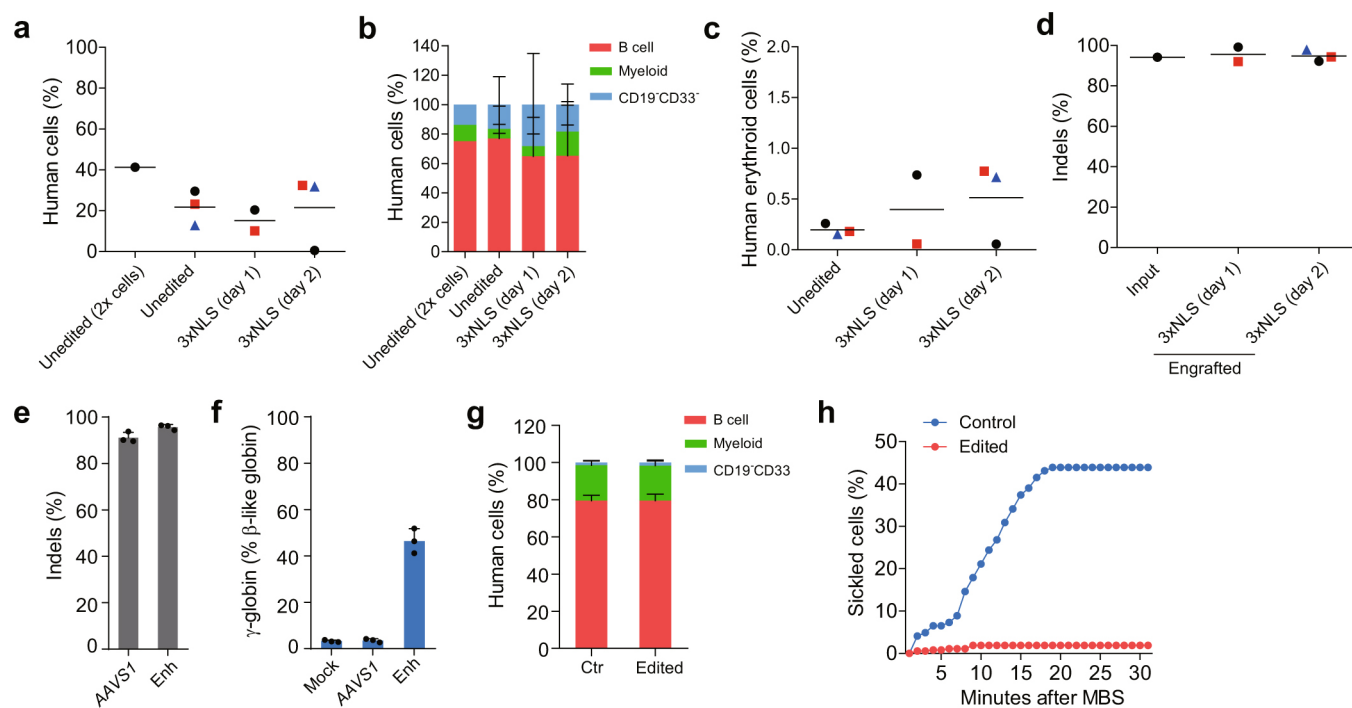 a
Human cells (%)
100
80
60
40
20
0
Unedited (2x cells)
Unedited
3xNLS (day 1)
3xNLS (day 2)
b
Human cells (%)
140
120
100
80
60
40
20
0
B cell
Myeloid
CD19⁻CD33⁻
Unedited (2x cells)
Unedited
3xNLS (day 1)
3xNLS (day 2)
c
Human erythroid cells (%)
2.0
1.5
1.0
0.5
0.0
Unedited
3xNLS (day 1)
3xNLS (day 2)
d
Indels (%)
100
80
60
40
20
0
Input
3xNLS (day 1)
3xNLS (day 2)
Engrafted
e
Indels (%)
100
80
60
40
20
0
AAVS1
Enh
f
γ-globin (% β-like globin)
100
80
60
40
20
0
Mock
AAVS1
Enh
g
Human cells (%)
120
100
80
60
40
20
0
B cell
Myeloid
CD19⁻CD33
Ctr
Edited
h
Control
Edited
Sickled cells (%)
50
40
30
20
10
0
5
10
15
20
25
30
Minutes after MBS